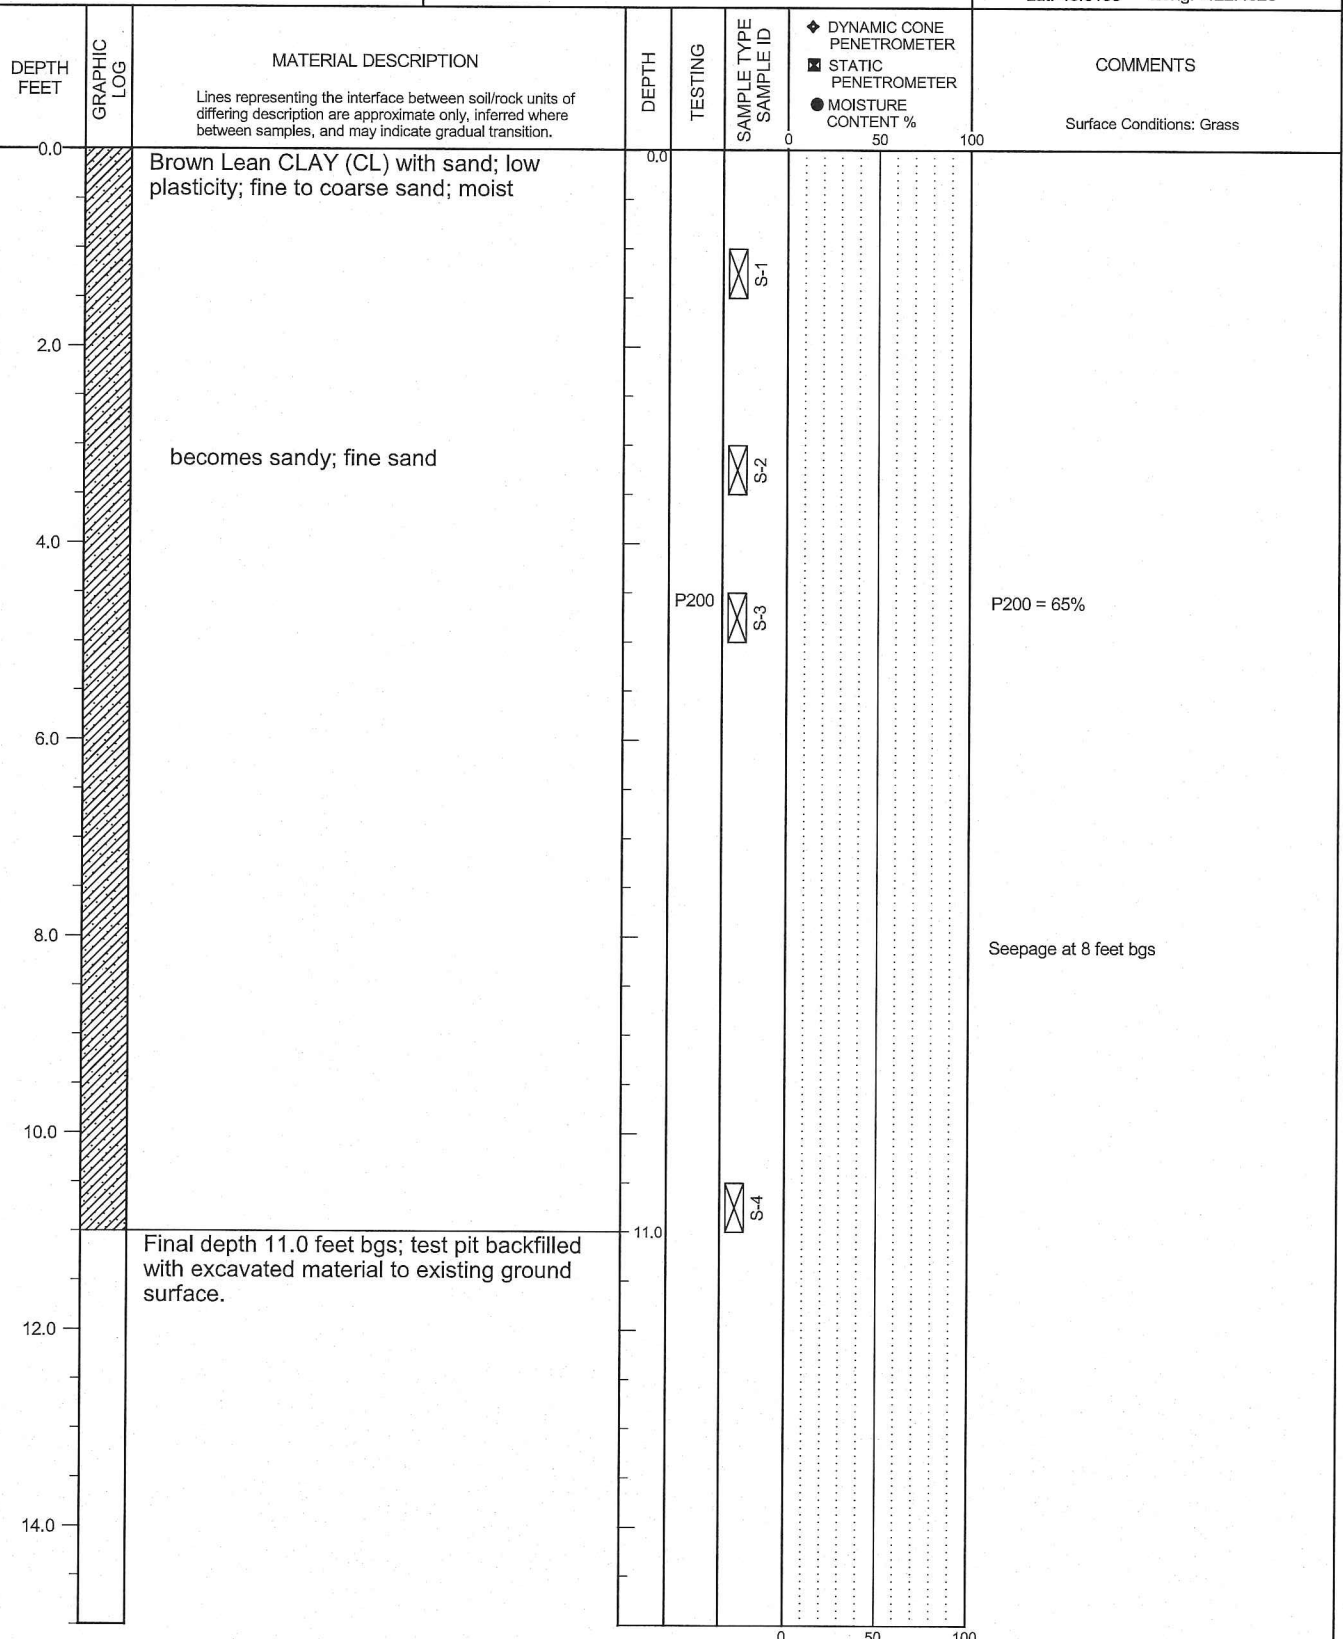 DEPTH
FEET
GRAPHIC
LOG
MATERIAL DESCRIPTION
Lines representing the interface between soil/rock units of
differing description are approximate only, inferred where
between samples, and may indicate gradual transition.
DEPTH
TESTING
SAMPLE TYPE
SAMPLE ID
DYNAMIC CONE
PENETROMETER
STATIC
PENETROMETER
MOISTURE
CONTENT %
0 50 100
COMMENTS
Surface Conditions: Grass
0.0
Brown Lean CLAY (CL) with sand; low
plasticity; fine to coarse sand; moist
0.0
S-1
2.0
becomes sandy; fine sand
S-2
4.0
P200
S-3
P200 = 65%
6.0
8.0
Seepage at 8 feet bgs
10.0
S-4
11.0
Final depth 11.0 feet bgs; test pit backfilled
with excavated material to existing ground
surface.
12.0
14.0
0 50 100